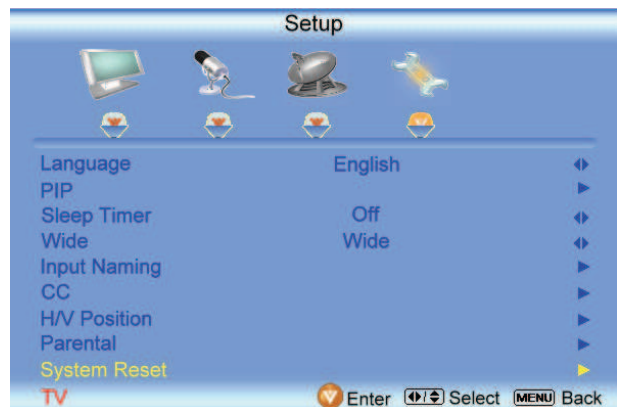 Setup
Language English
PIP
Sleep Timer Off
Wide Wide
Input Naming
CC
H/V Position
Parental
System Reset
TV Enter Select MENU Back